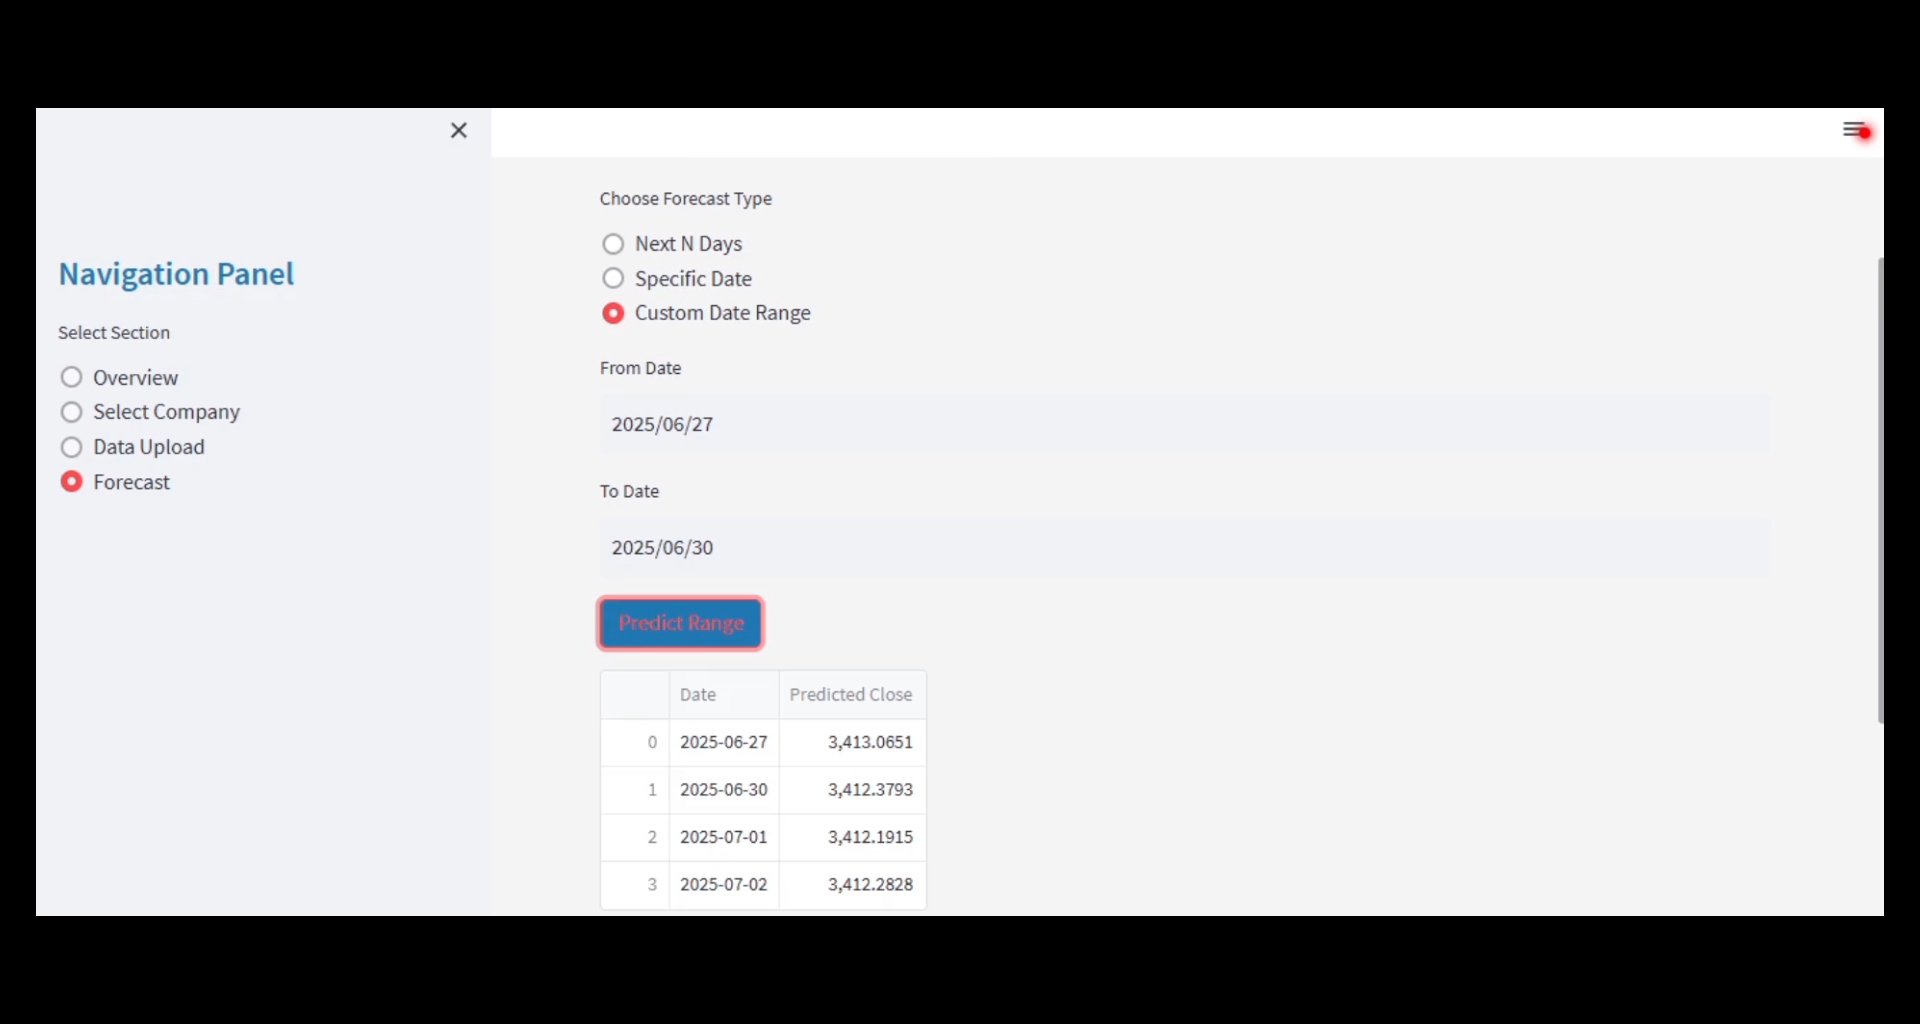 Navigation Panel
Select Section
Overview
Select Company
Data Upload
Forecast
Choose Forecast Type
Next N Days
Specific Date
Custom Date Range
From Date
2025/06/27
To Date
2025/06/30
Predict Range
Date Predicted Close
0 2025-06-27 3,413.0651
1 2025-06-30 3,412.3793
2 2025-07-01 3,412.1915
3 2025-07-02 3,412.2828